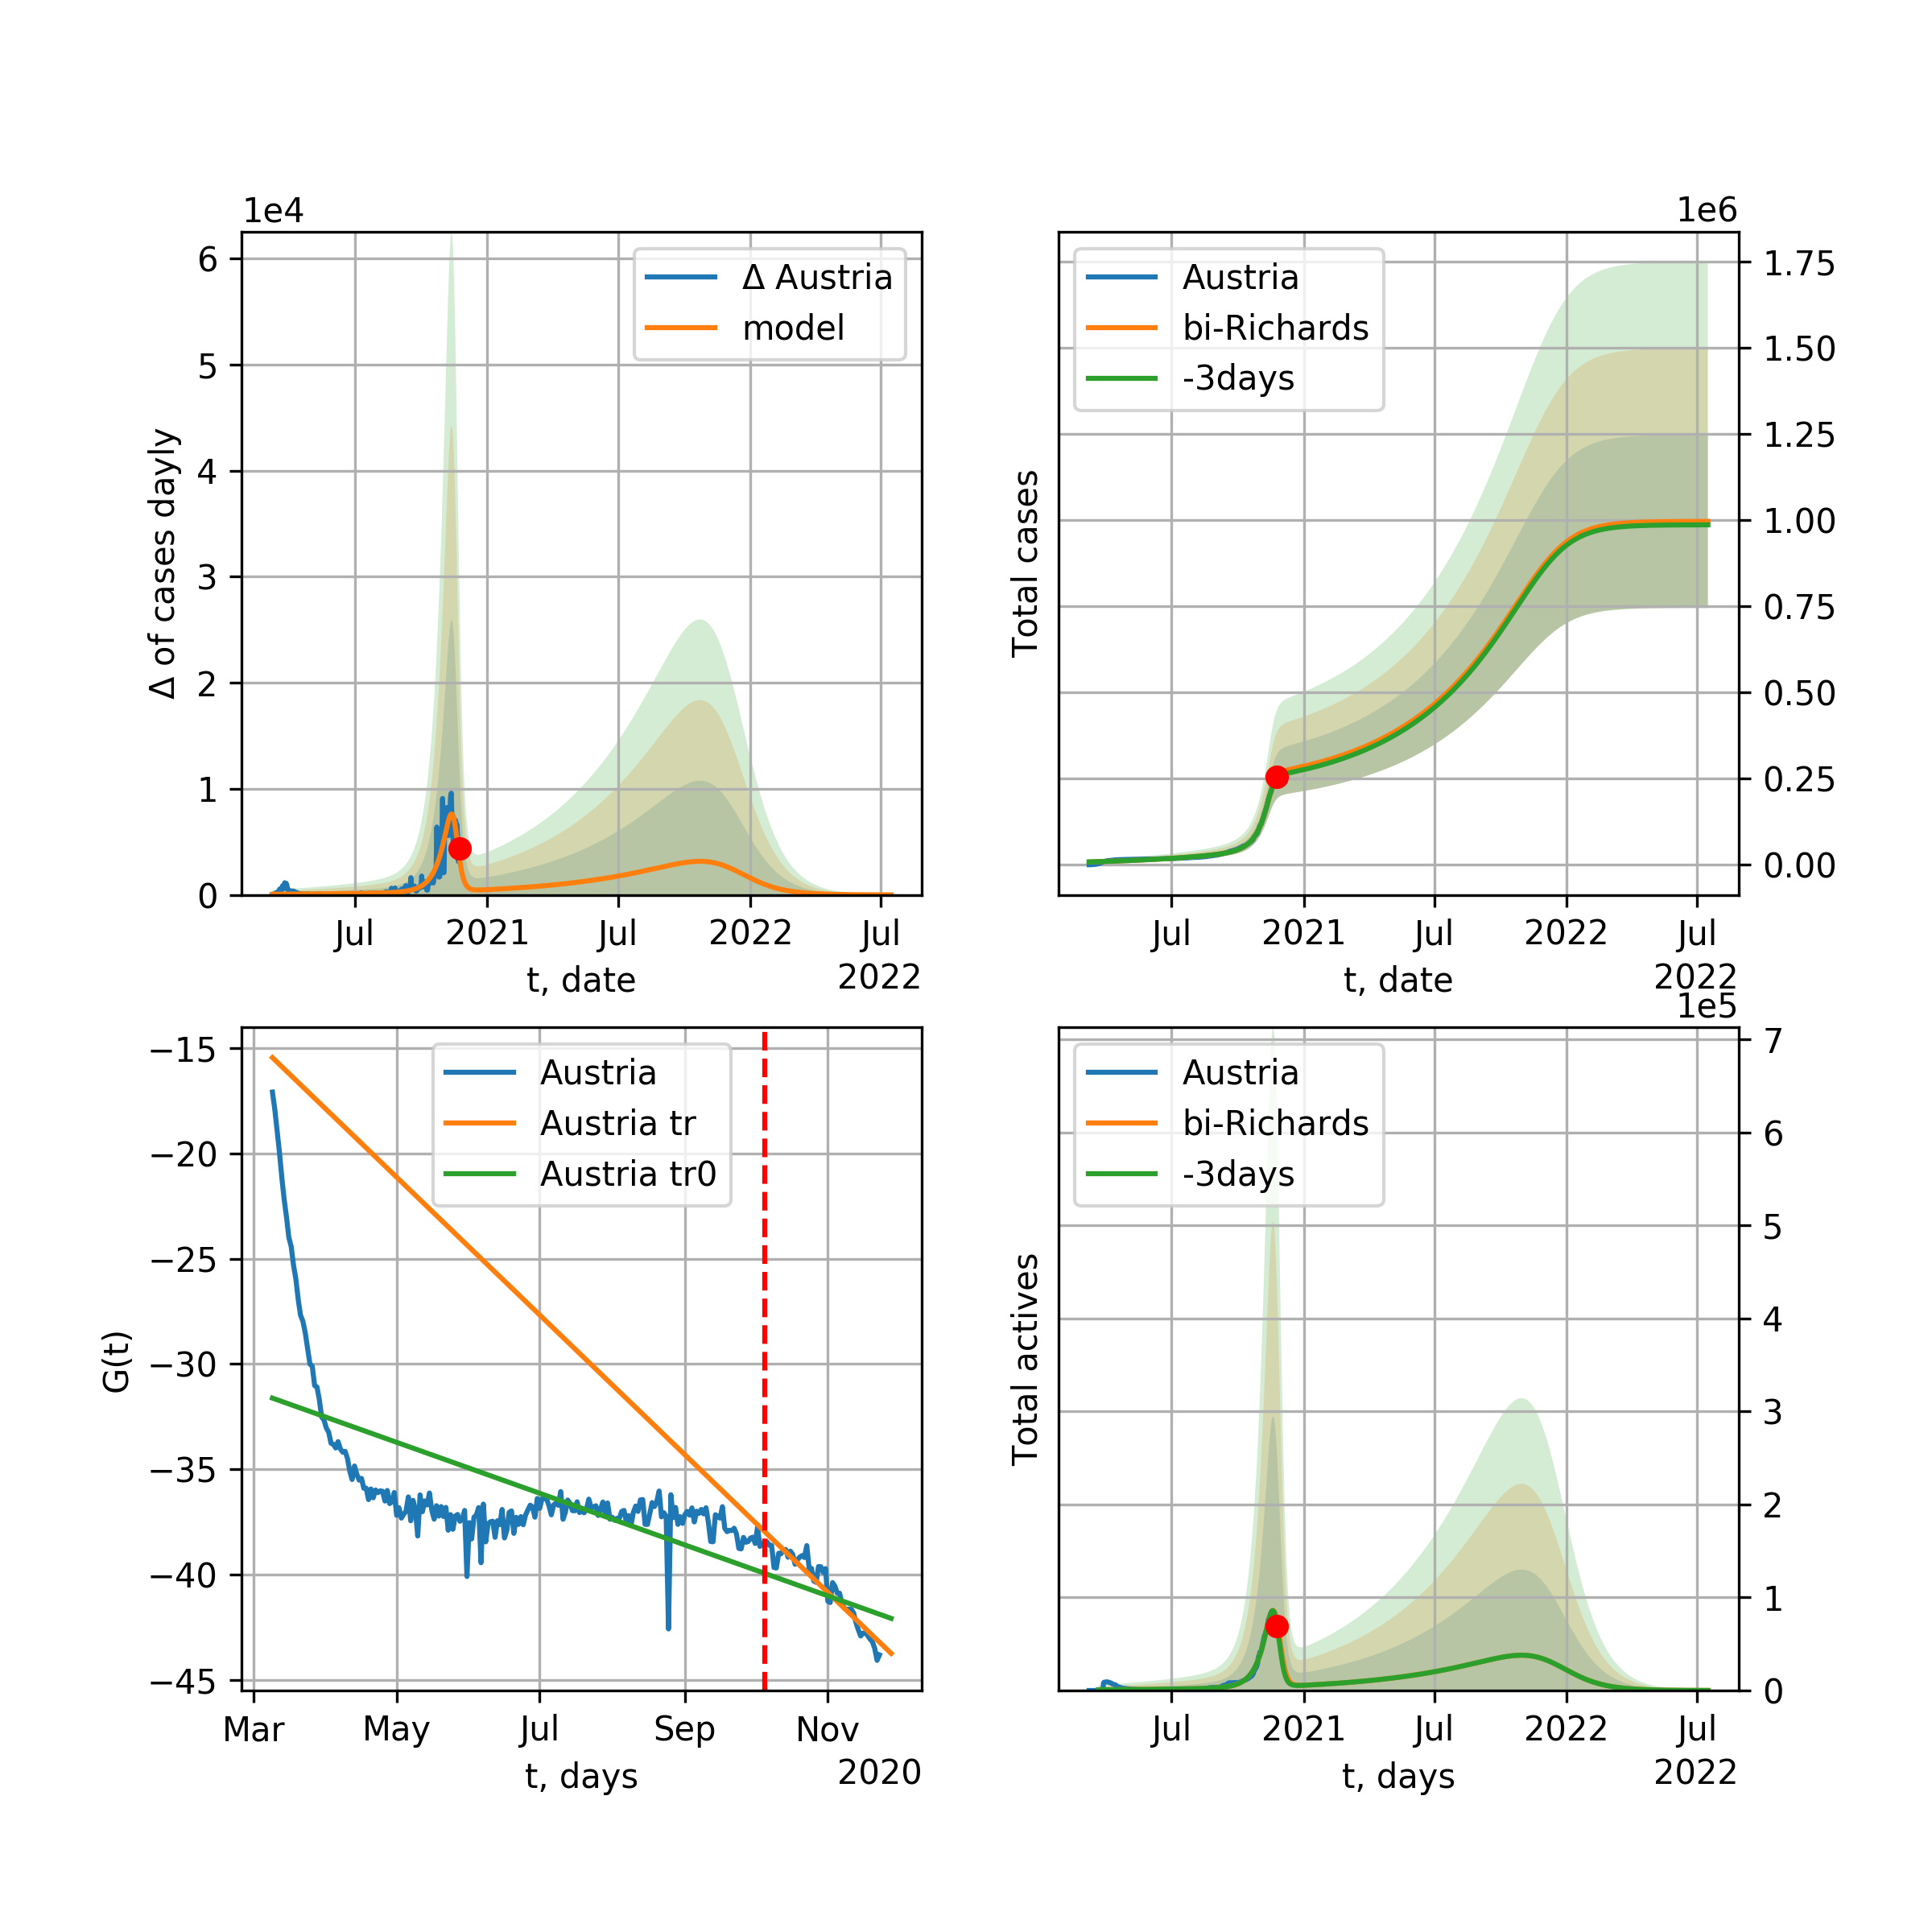 1e4
Δ of cases dayly
6
5
4
3
2
1
0
Δ Austria
model
Jul 2021 Jul 2022 Jul
t, date
2022
1e6
Total cases
Austria
bi-Richards
-3days
1.75
1.50
1.25
1.00
0.75
0.50
0.25
0.00
Jul 2021 Jul 2022 Jul
t, date
2022
G(t)
−15
−20
−25
−30
−35
−40
−45
Austria
Austria tr
Austria tr0
Mar May Jul Sep Nov
t, days
2020
1e5
Total actives
Austria
bi-Richards
-3days
7
6
5
4
3
2
1
0
Jul 2021 Jul 2022 Jul
t, days
2022